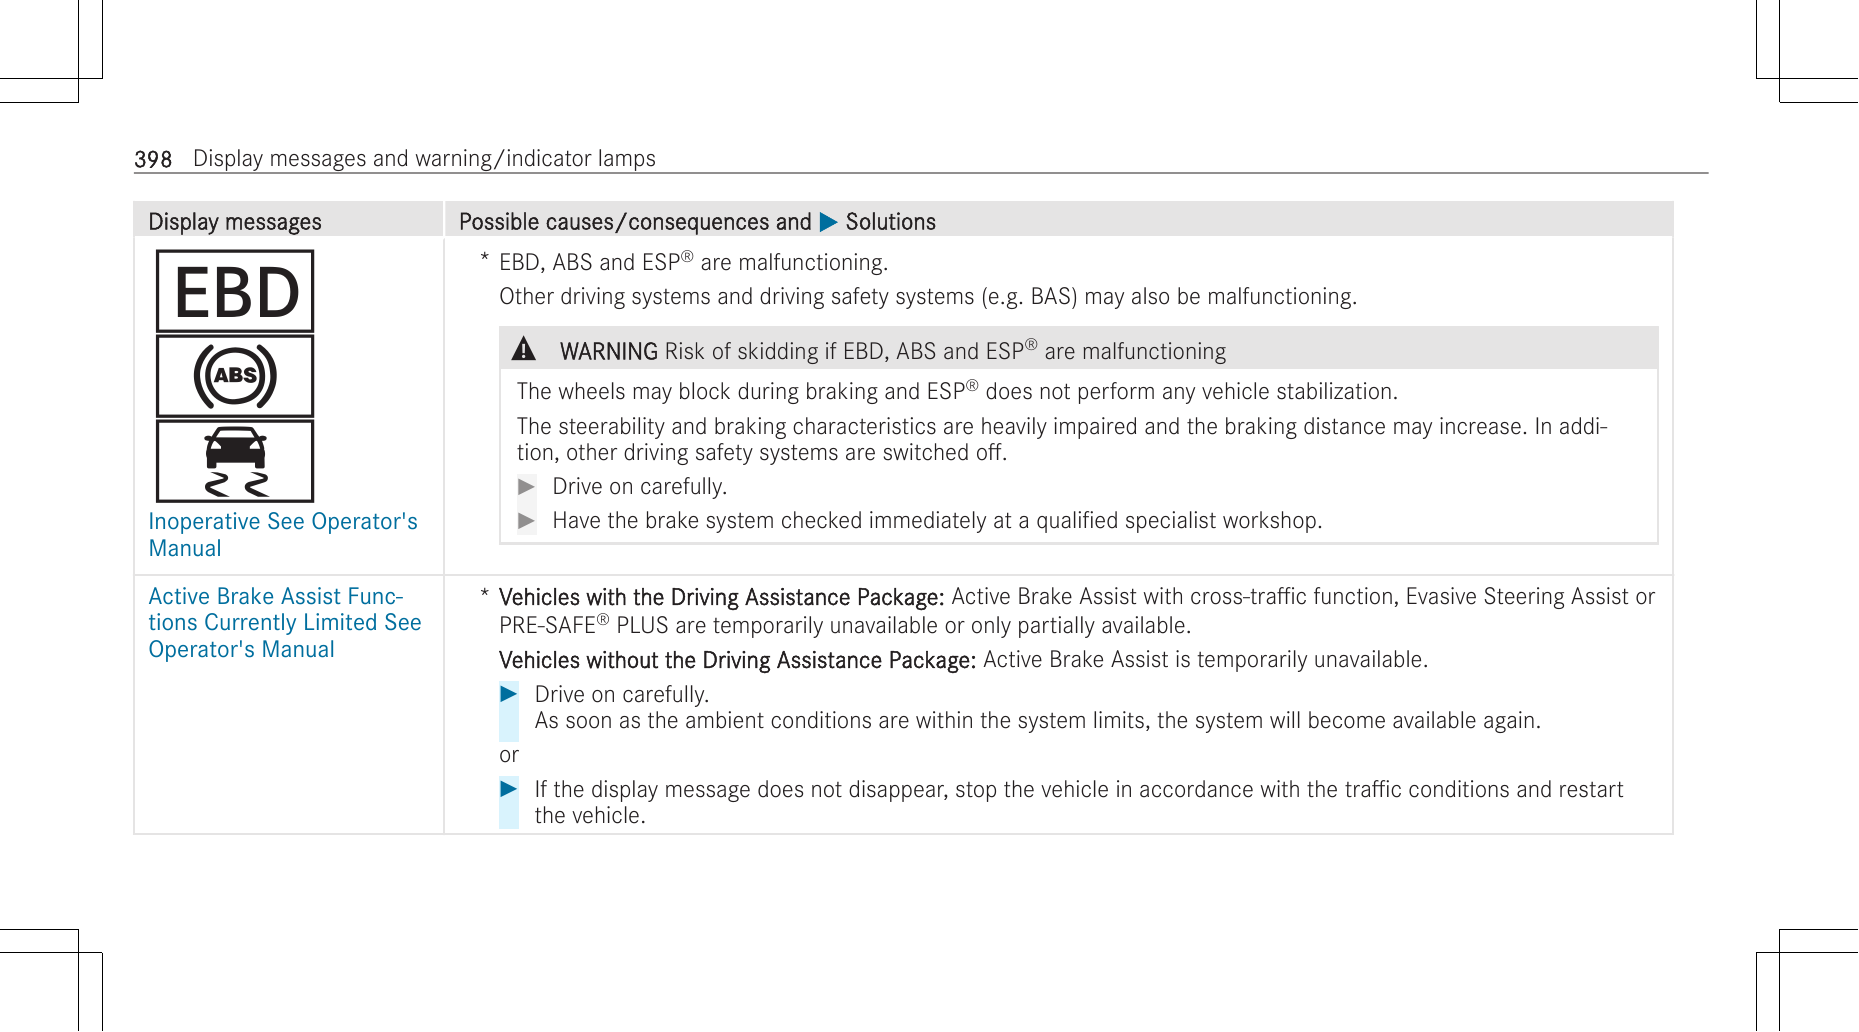 398 Display messages and warning/indicator lamps
Display messages
Possible causes/consequences and ▶ Solutions
EBD
ABS
Inoperative See Operator's
Manual
* EBD, ABS and ESP® are malfunctioning.
Other driving systems and driving safety systems (e.g. BAS) may also be malfunctioning.
WARNING Risk of skidding if EBD, ABS and ESP® are malfunctioning
The wheels may block during braking and ESP® does not perform any vehicle stabilization.
The steerability and braking characteristics are heavily impaired and the braking distance may increase. In addi-
tion, other driving safety systems are switched off.
▶ Drive on carefully.
▶ Have the brake system checked immediately at a qualified specialist workshop.
Active Brake Assist Func-
tions Currently Limited See
Operator's Manual
* Vehicles with the Driving Assistance Package: Active Brake Assist with cross-traffic function, Evasive Steering Assist or
PRE-SAFE® PLUS are temporarily unavailable or only partially available.
Vehicles without the Driving Assistance Package: Active Brake Assist is temporarily unavailable.
▶ Drive on carefully.
As soon as the ambient conditions are within the system limits, the system will become available again.
or
▶ If the display message does not disappear, stop the vehicle in accordance with the traffic conditions and restart
the vehicle.